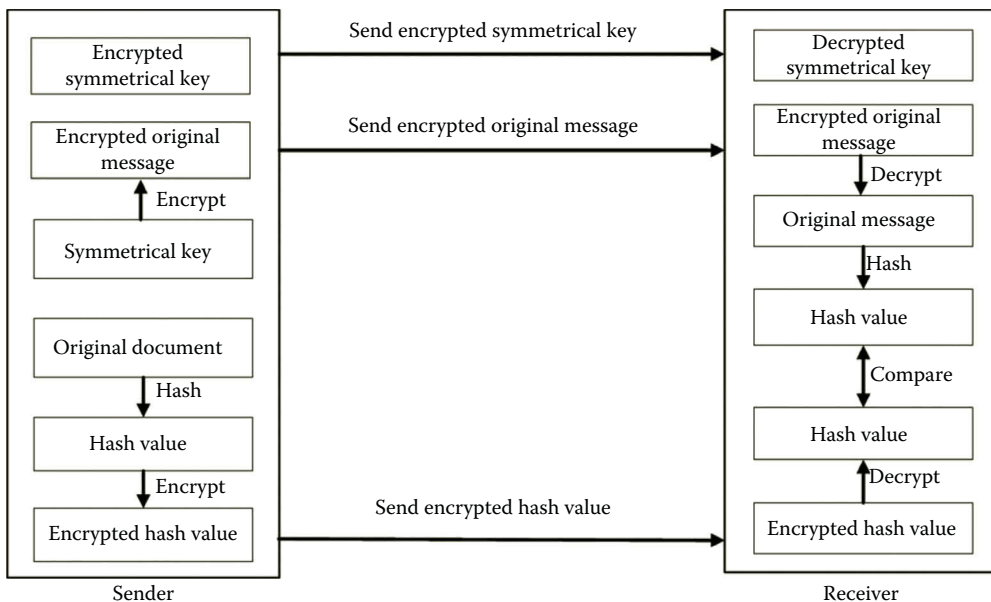 Encrypted
symmetrical key
Encrypted original
message
Encrypt
Symmetrical key
Original document
Hash
Hash value
Encrypt
Encrypted hash value
Sender
Send encrypted symmetrical key
Send encrypted original message
Send encrypted hash value
Decrypted
symmetrical key
Encrypted original
message
Decrypt
Original message
Hash
Hash value
Compare
Hash value
Decrypt
Encrypted hash value
Receiver